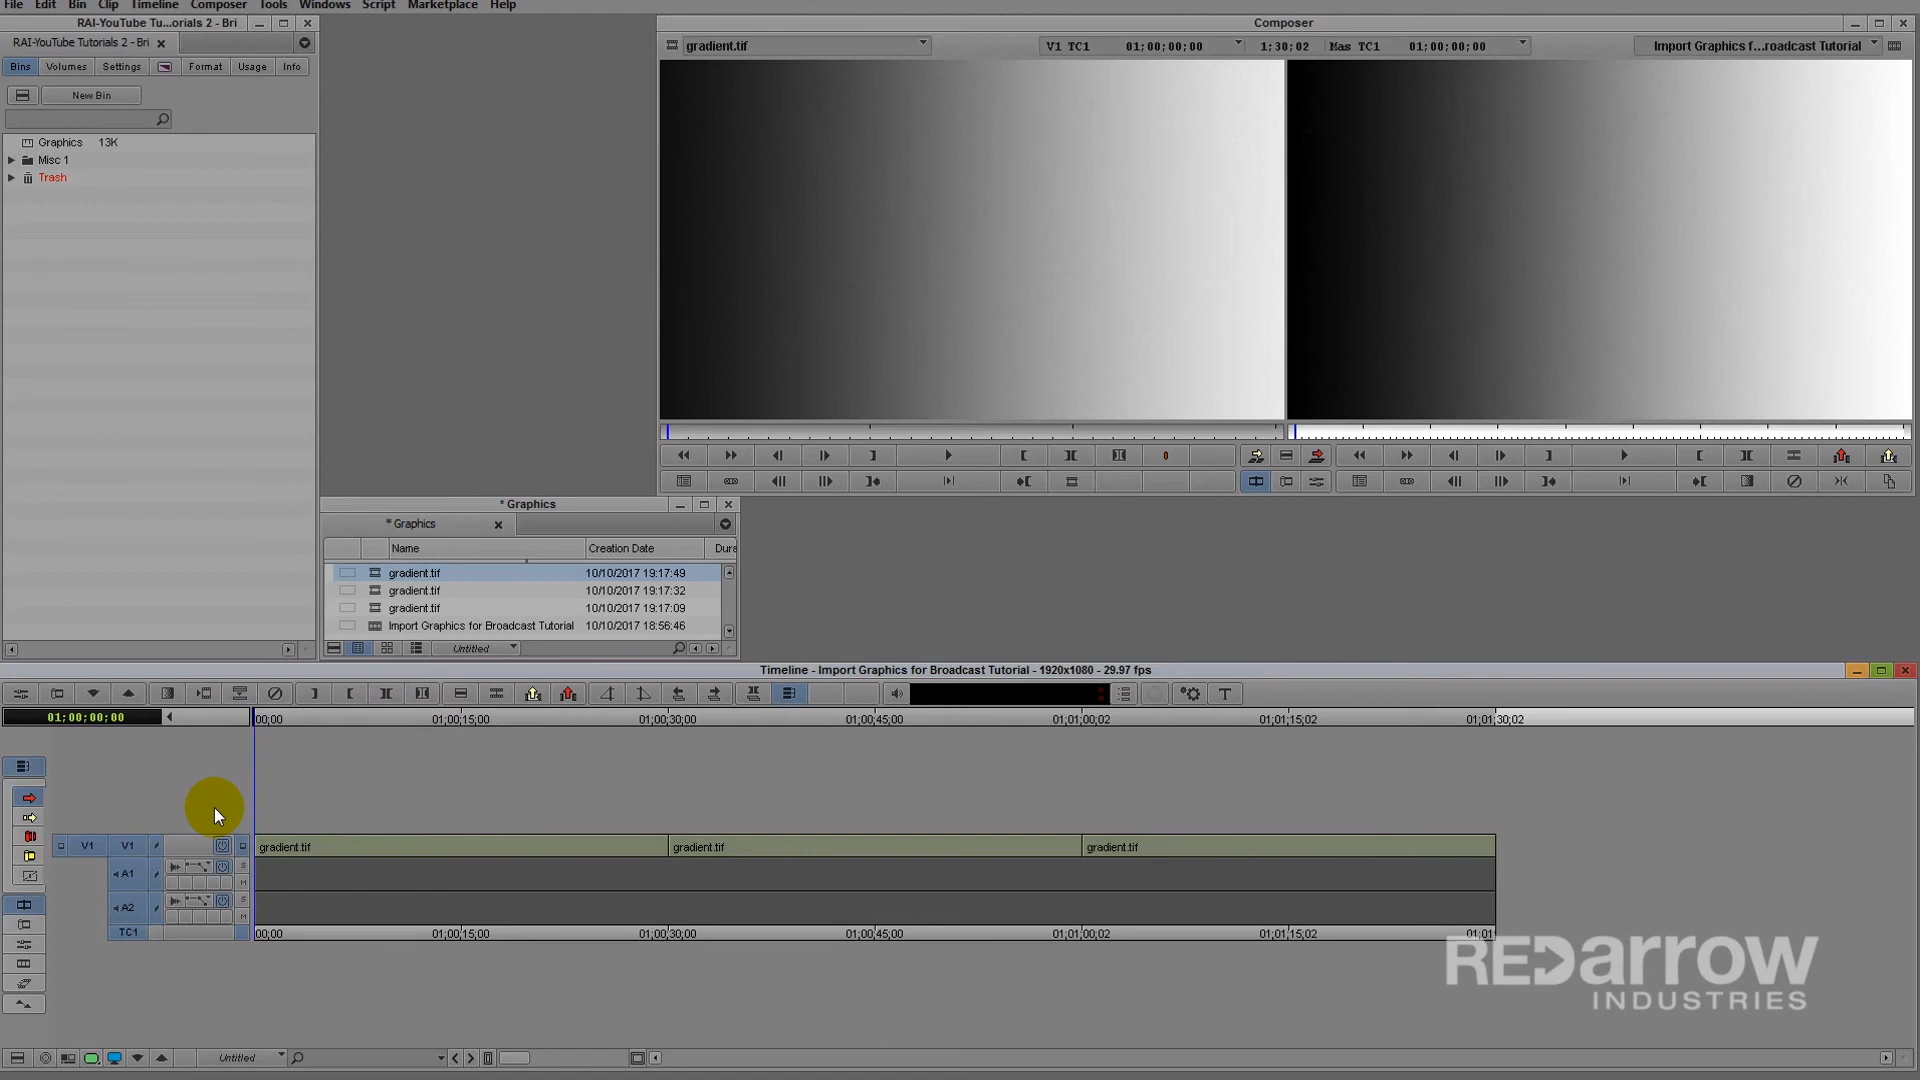 File Edit Bin Clip Timeline Composer Tools Windows Script Marketplace Help
RAI-YouTube Tu...orials 2 - Bri
RAI-YouTube Tutorials 2 - Bri
Bins Volumes Settings Format Usage Info
New Bin
Graphics 13K
Misc 1
Trash
Composer
gradient.tif V1 TC1 01;00;00;00 1;30;02 Mas TC1 01;00;00;00 Import Graphics f...roadcast Tutorial
* Graphics
* Graphics
Name Creation Date Dura
gradient.tif 10/10/2017 19:17:49
gradient.tif 10/10/2017 19:17:32
gradient.tif 10/10/2017 19:17:09
Import Graphics for Broadcast Tutorial 10/10/2017 18:56:46
Untitled
Timeline - Import Graphics for Broadcast Tutorial - 1920x1080 - 29.97 fps
T
01;00;00;00
00;00 01;00;15;00 01;00;30;00 01;00;45;00 01;01;00;02 01;01;15;02 01;01;30;02
V1 V1 gradient.tif gradient.tif gradient.tif
A1 S
M
A2 S
M
TC1 00;00 01;00;15;00 01;00;30;00 01;00;45;00 01;01;00;02 01;01;15;02 01;01
REDarrow
INDUSTRIES
Untitled